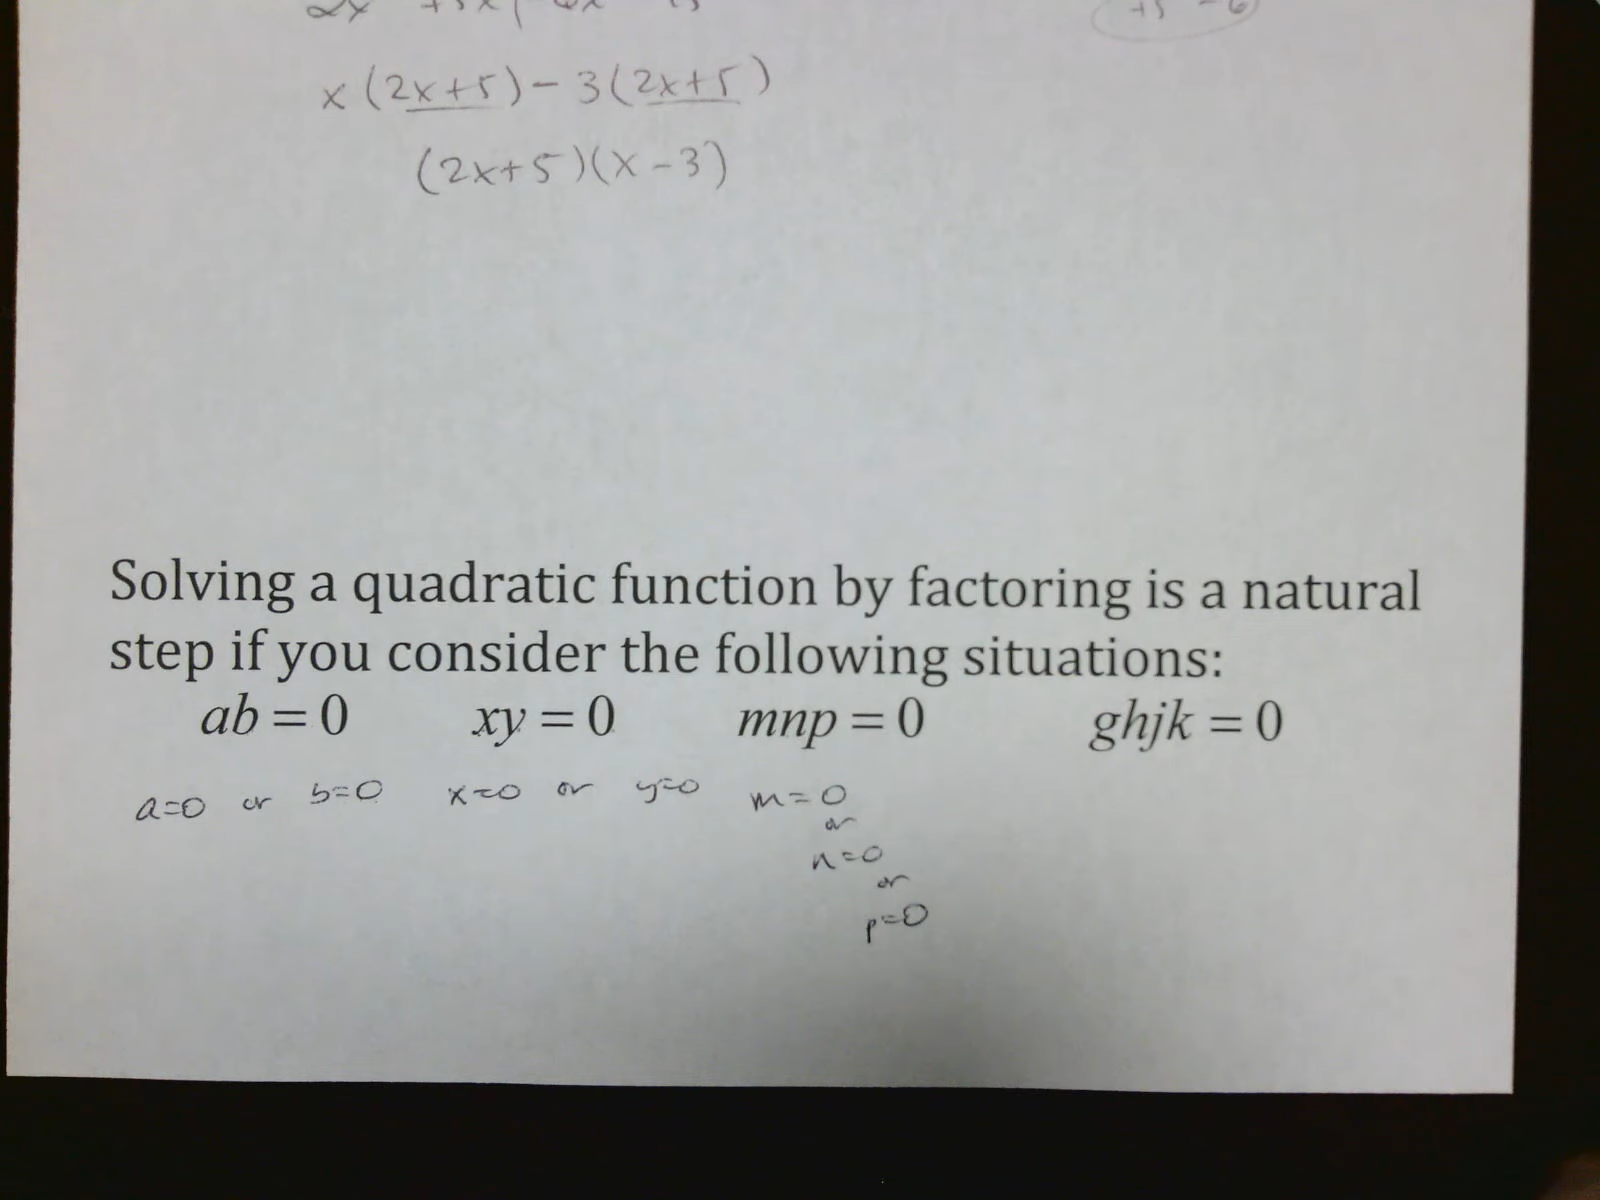 x(2x+5)-3(2x+5)
(2x+5)(x-3)
Solving a quadratic function by factoring is a natural
step if you consider the following situations:
ab = 0 xy = 0 mnp = 0 ghjk = 0
a=0 or b=0 x=0 or y=0 m=0
or
n=0
or
p=0